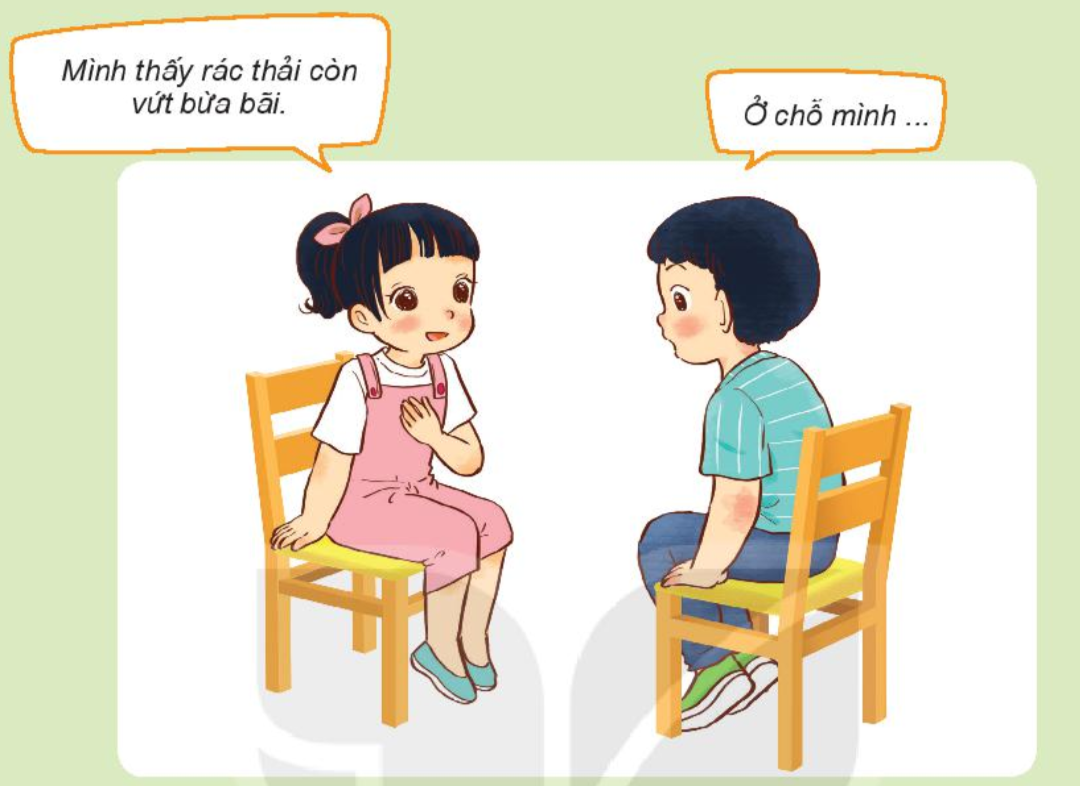 Mình thấy rác thải còn
vứt bừa bãi.
Ở chỗ mình ...